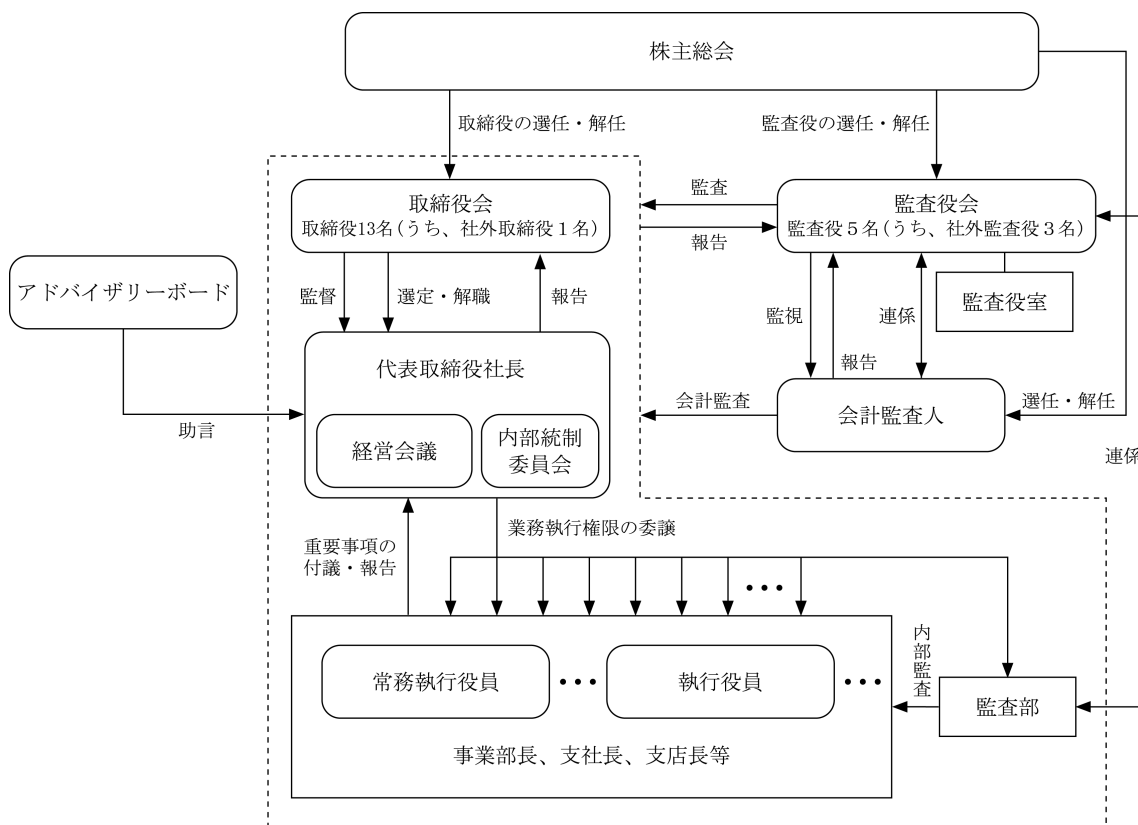 株主総会
取締役の選任・解任
監査役の選任・解任
取締役会
取締役13名(うち、社外取締役１名)
監査
報告
監査役会
監査役５名(うち、社外監査役３名)
監査役室
アドバイザリーボード
助言
監督
選定・解職
報告
監視
報告
連係
代表取締役社長
経営会議
内部統制
委員会
会計監査
会計監査人
選任・解任
連係
重要事項の
付議・報告
業務執行権限の委譲
常務執行役員
執行役員
事業部長、支社長、支店長等
内部監査
監査部